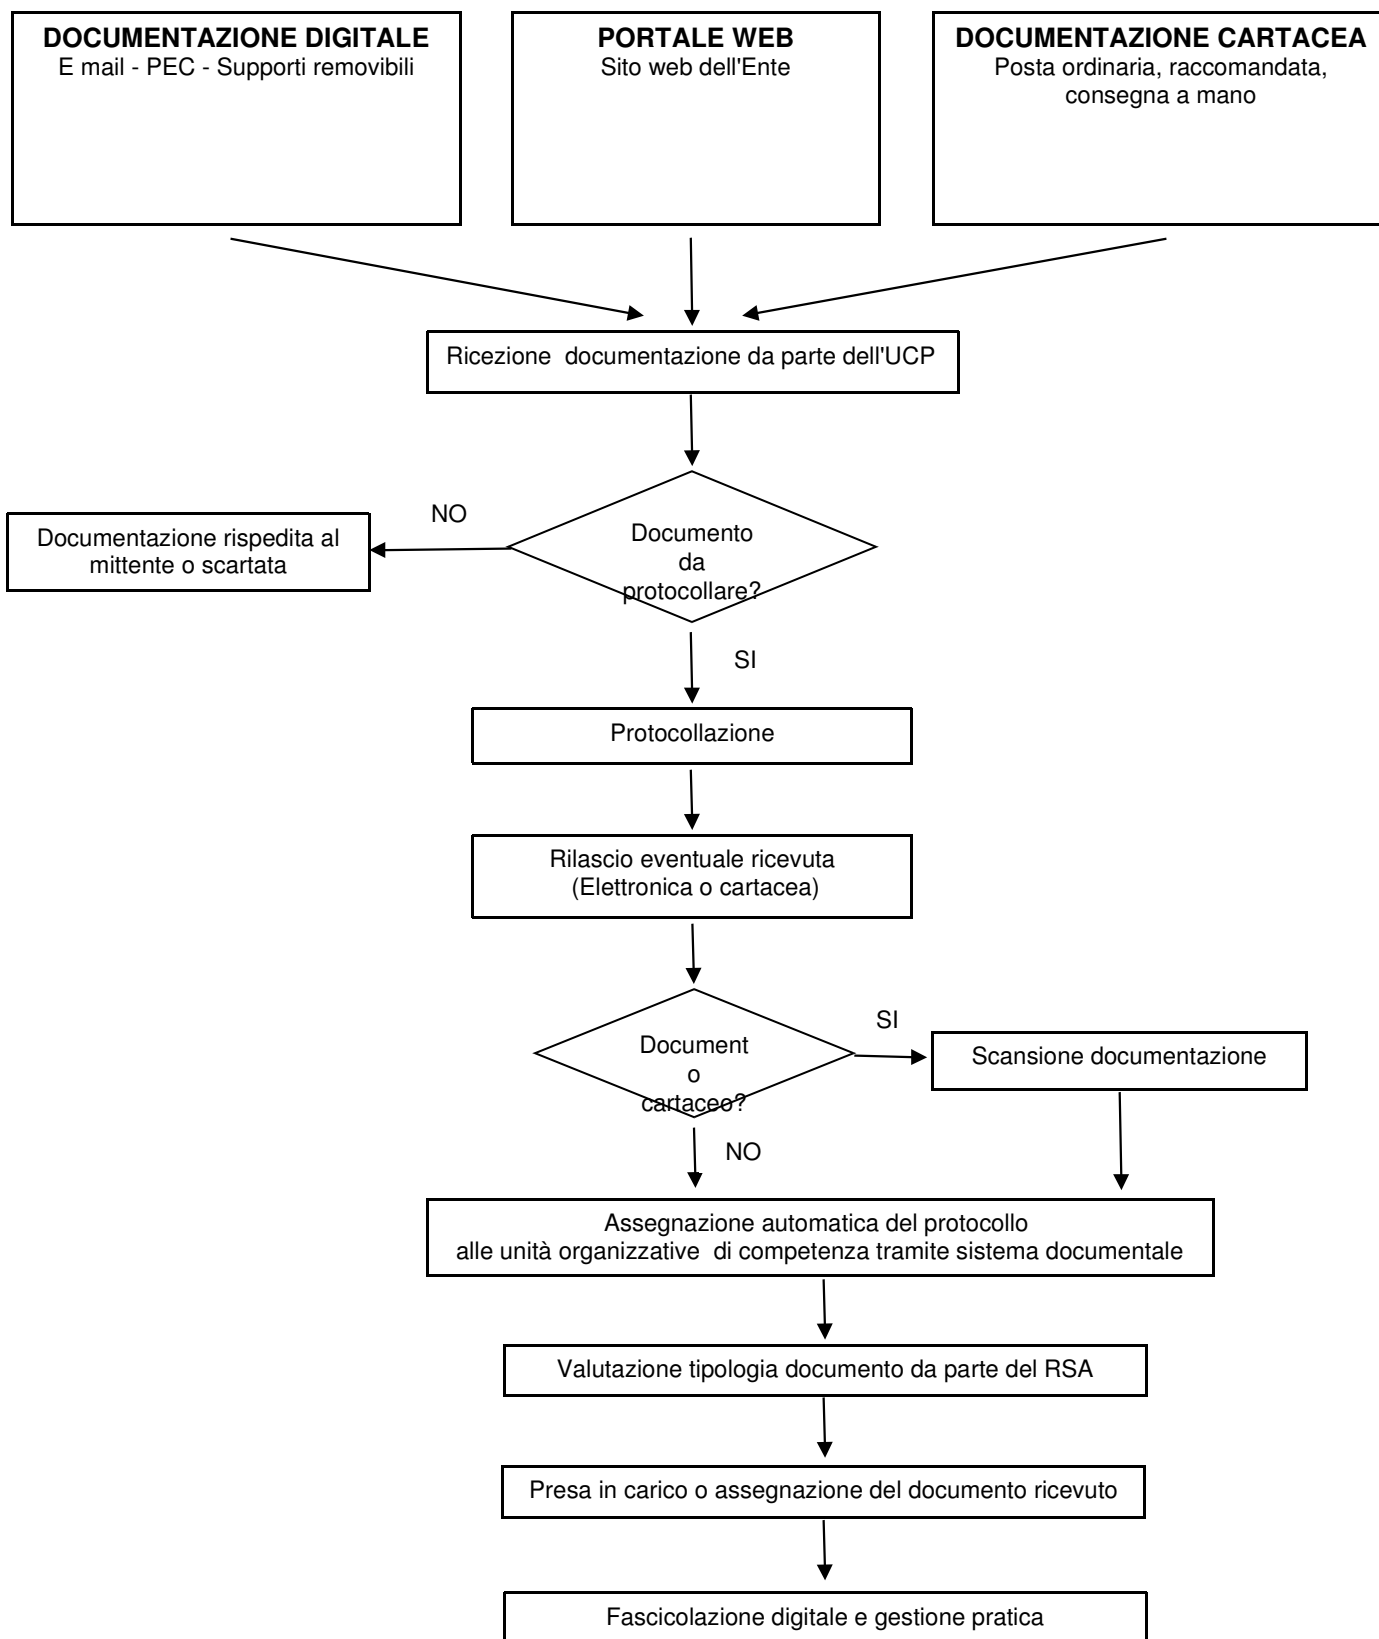 DOCUMENTAZIONE DIGITALE
E mail - PEC - Supporti removibili
PORTALE WEB
Sito web dell'Ente
DOCUMENTAZIONE CARTACEA
Posta ordinaria, raccomandata,
consegna a mano
Ricezione  documentazione da parte dell'UCP
NO
Documentazione rispedita al
mittente o scartata
Documento
da
protocollare?
SI
Protocollazione
Rilascio eventuale ricevuta
(Elettronica o cartacea)
Document
o
cartaceo?
SI
Scansione documentazione
NO
Assegnazione automatica del protocollo
alle unità organizzative  di competenza tramite sistema documentale
Valutazione tipologia documento da parte del RSA
Presa in carico o assegnazione del documento ricevuto
Fascicolazione digitale e gestione pratica